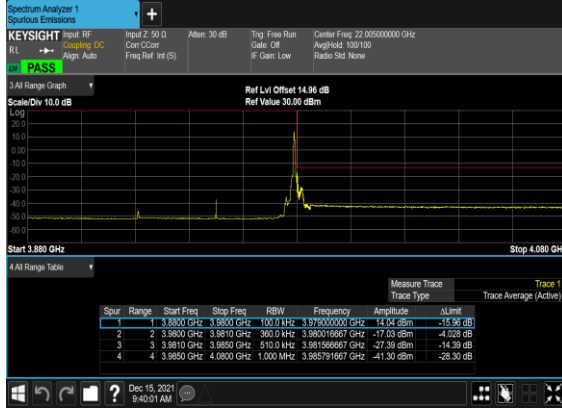 Spectrum Analyzer 1
Spurious Emissions
+
KEYSIGHT Input: RF Input Z: 50 Ω Atten: 30 dB Trig: Free Run Center Freq: 22.005000000 GHz
RL Coupling: DC Corr CCorr Gate: Off Avg|Hold: 100/100
Align: Auto Freq Ref: Int (S) IF Gain: Low Radio Std: None
LXI PASS
3 All Range Graph
Ref Lvl Offset 14.96 dB
Scale/Div 10.0 dB Ref Value 30.00 dBm
Log
20.0
10.0
0.00
-10.0
-20.0
-30.0
-40.0
-50.0
-60.0
Start 3.880 GHz Stop 4.080 GH
4 All Range Table
Measure Trace Trace 1
Trace Type Trace Average (Active)
Spur Range Start Freq Stop Freq RBW Frequency Amplitude ΔLimit
1 1 3.8800 GHz 3.9800 GHz 100.0 kHz 3.979000000 GHz 14.04 dBm -15.96 dB
2 2 3.9800 GHz 3.9810 GHz 360.0 kHz 3.980016667 GHz -17.03 dBm -4.028 dB
3 3 3.9810 GHz 3.9850 GHz 510.0 kHz 3.981566667 GHz -27.39 dBm -14.39 dB
4 4 3.9850 GHz 4.0800 GHz 1.000 MHz 3.985791667 GHz -41.30 dBm -28.30 dB
? Dec 15, 2021
9:40:01 AM